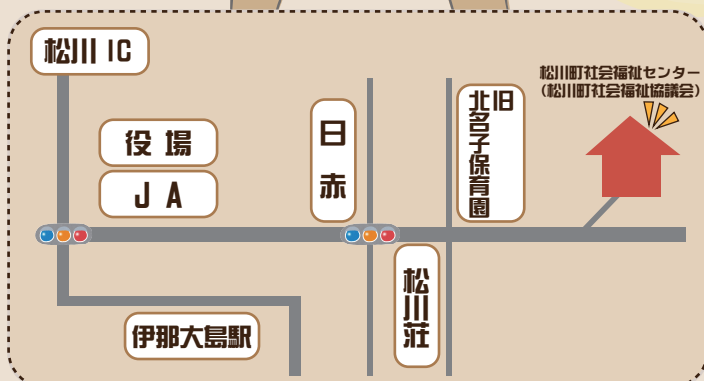 松川 IC
松川町社会福祉センター
(松川町社会福祉協議会)
役 場
J A
日赤
旧
北名子保育園
松川荘
伊那大島駅